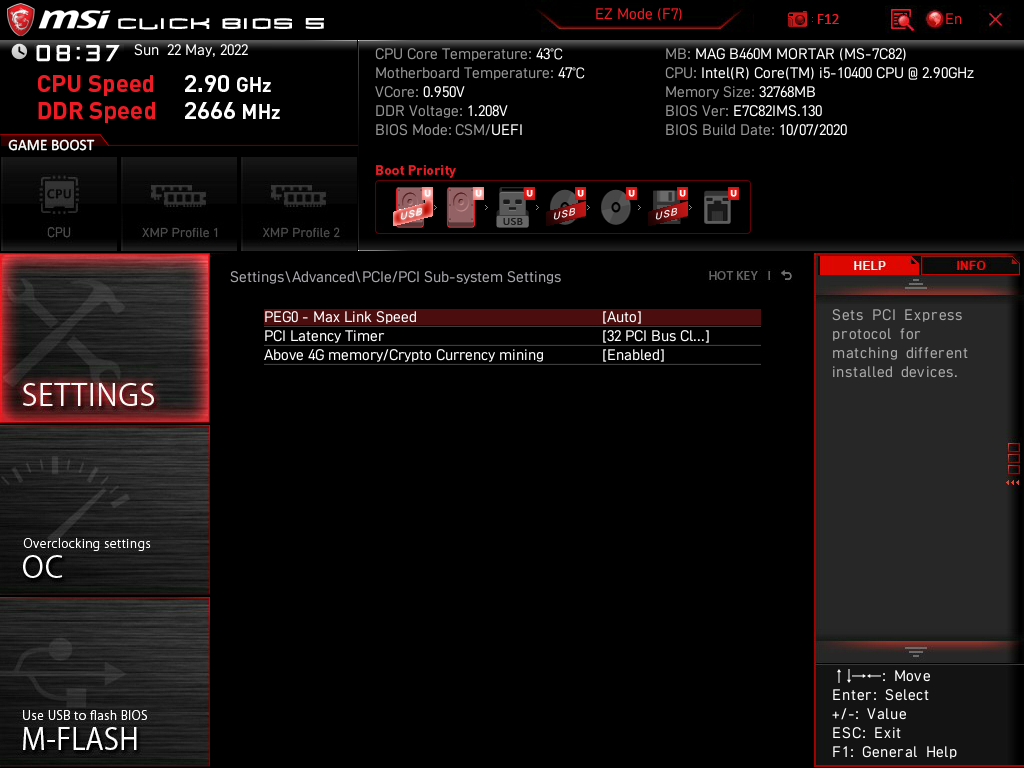 msi CLICK BIOS 5
EZ Mode (F7)
: F12
En
08:37 Sun 22 May, 2022
CPU Speed 2.90 GHz
DDR Speed 2666 MHz
CPU Core Temperature: 43°C
Motherboard Temperature: 47°C
VCore: 0.950V
DDR Voltage: 1.208V
BIOS Mode: CSM/UEFI
MB: MAG B460M MORTAR (MS-7C82)
CPU: Intel(R) Core(TM) i5-10400 CPU @ 2.90GHz
Memory Size: 32768MB
BIOS Ver: E7C82IMS.130
BIOS Build Date: 10/07/2020
GAME BOOST
CPU
CPU
XMP Profile 1
XMP Profile 2
Boot Priority
U U U U U U U
USB USB USB USB
SETTINGS
Overclocking settings
OC
Use USB to flash BIOS
M-FLASH
Settings\Advanced\PCIe/PCI Sub-system Settings
HOT KEY |
PEG0 - Max Link Speed [Auto]
PCI Latency Timer [32 PCI Bus Cl...]
Above 4G memory/Crypto Currency mining [Enabled]
HELP INFO
Sets PCI Express
protocol for
matching different
installed devices.
↑↓→←: Move
Enter: Select
+/-: Value
ESC: Exit
F1: General Help